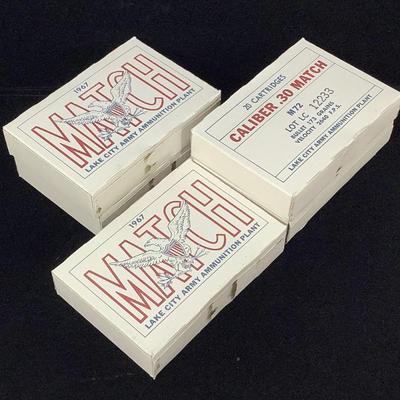 1967
MATCH
LAKE CITY ARMY AMMUNITION PLANT
20 CARTRIDGES
CALIBER .30 MATCH
M72
LOT LC 12233
BULLET 173 GRAINS
VELOCITY 2640 F.P.S.
LAKE CITY ARMY AMMUNITION PLANT
1967
MATCH
LAKE CITY ARMY AMMUNITION PLANT